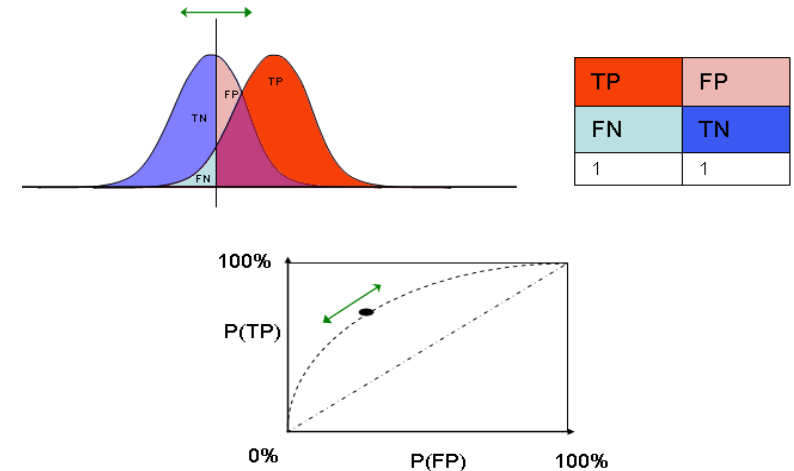 TP
FP
TN
FN
TP FP
FN TN
1 1
100%
P(TP)
0%
P(FP)
100%